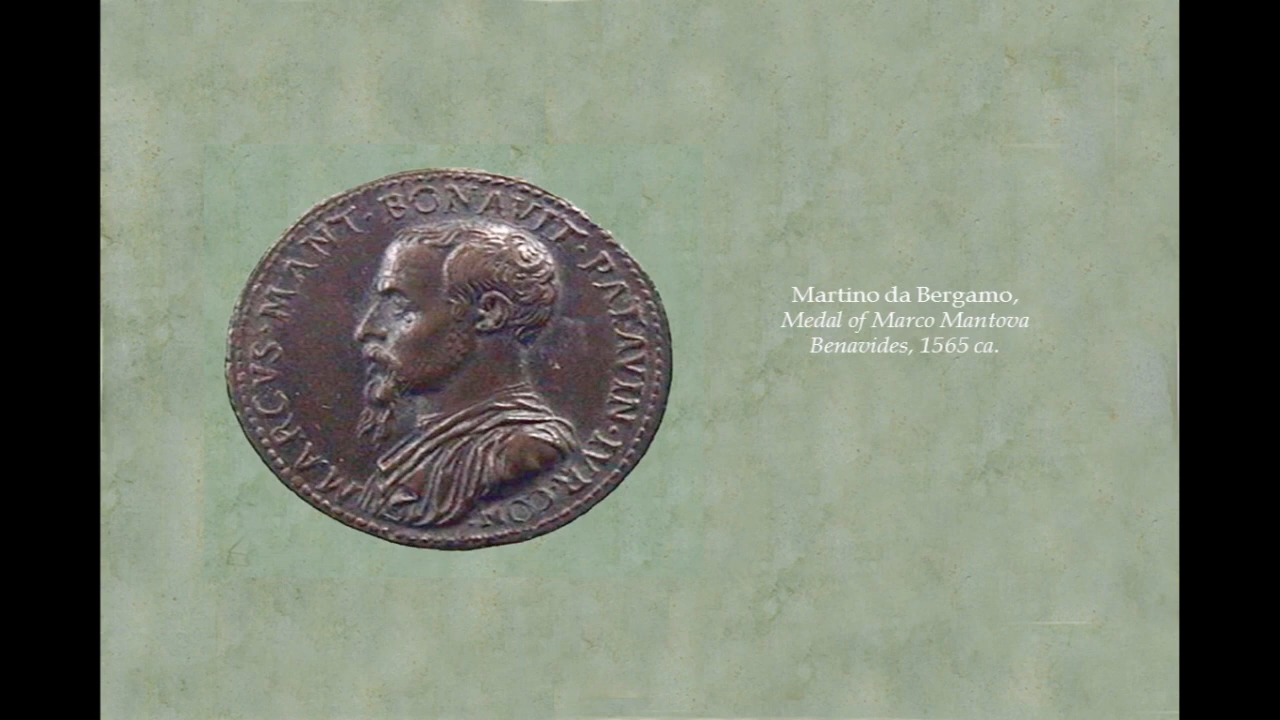 MARCVS·MANT·BONAVIT·PATAVIN·IVR·CON·
Martino da Bergamo,
Medal of Marco Mantova
Benavides, 1565 ca.